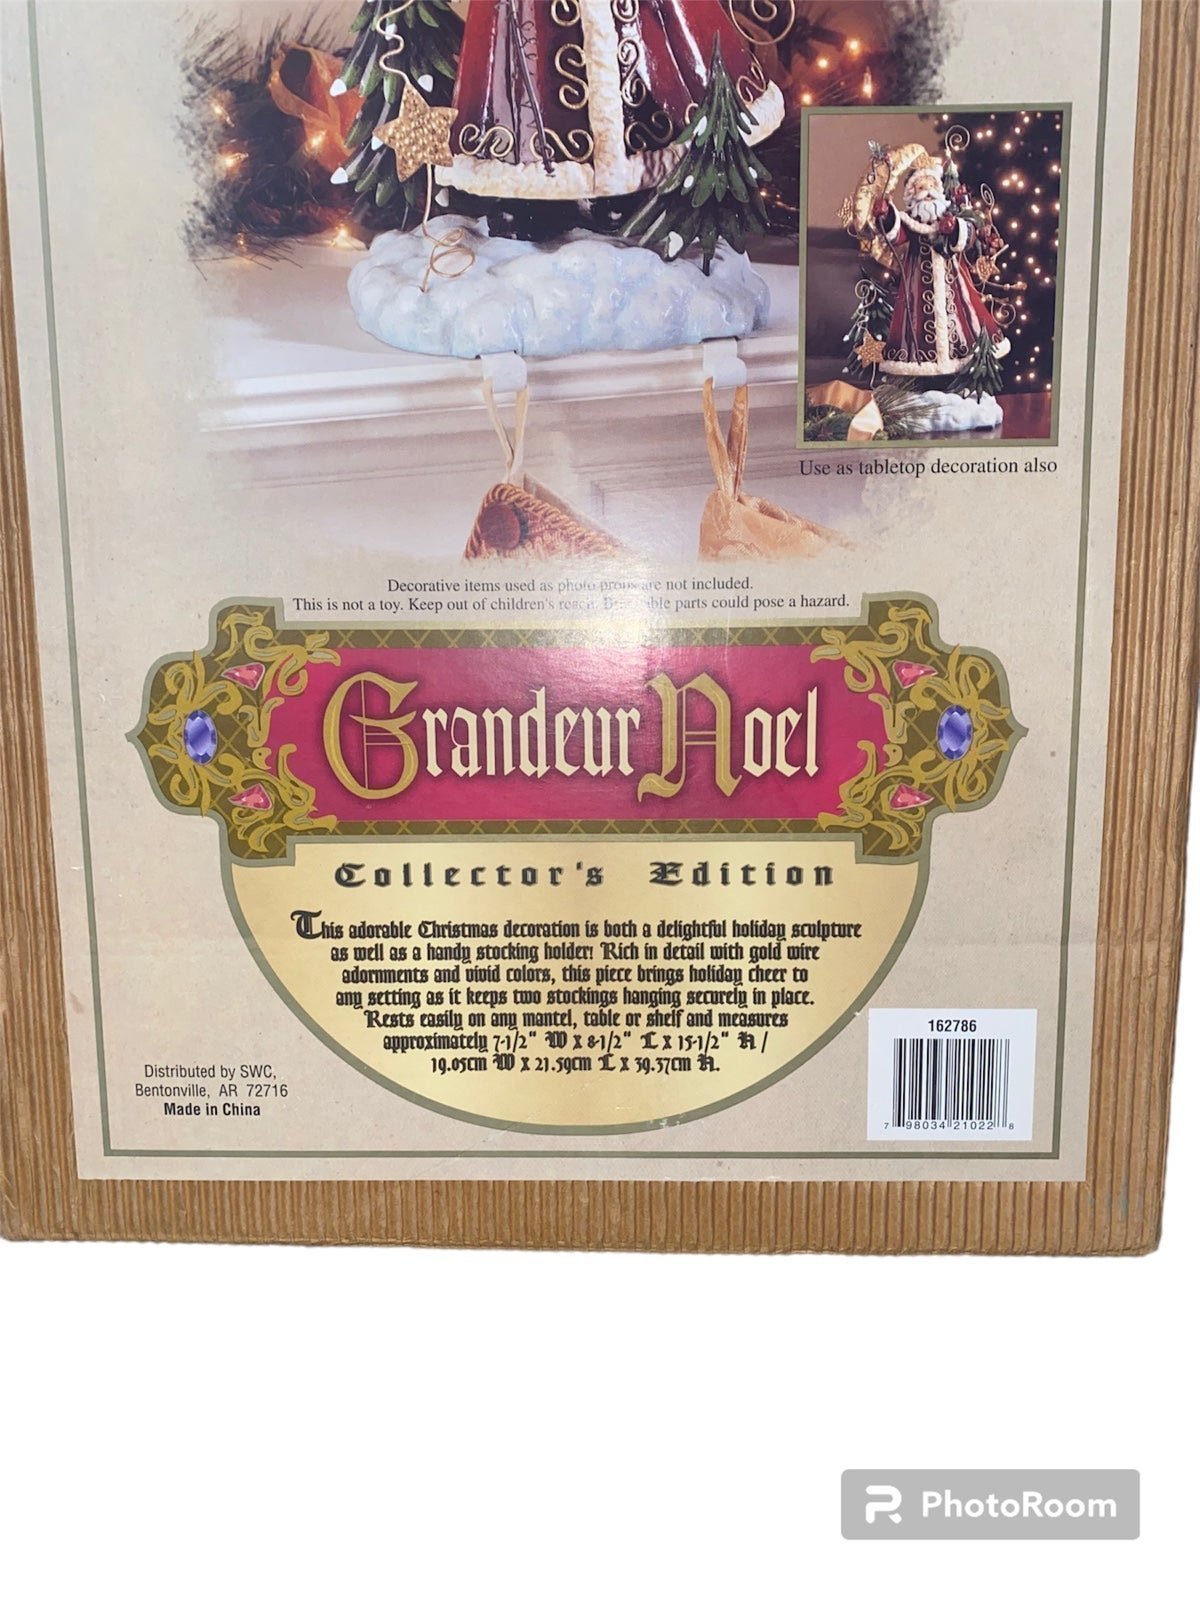 Use as tabletop decoration also
Decorative items used as photo props are not included.
This is not a toy. Keep out of children's reach. parts could pose a hazard.
Grandeur Noel
Collector's Edition
This adorable Christmas decoration is both a delightful holiday sculpture
as well as a handy stocking holder! Rich in detail with gold wire
adornments and vivid colors, this piece brings holiday cheer to
any setting as it keeps two stockings hanging securely in place.
Rests easily on any mantel, table or shelf and measures
approximately 7-1/2" W x 8-1/2" L x 15-1/2" H /
19.05cm W x 21.59cm L x 39.37cm H.
Distributed by SWC,
Bentonville, AR 72716
Made in China
162786
7 98034 21022 8
PhotoRoom